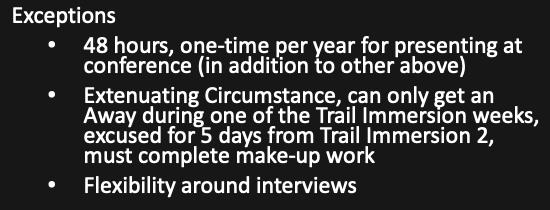 Exceptions
• 48 hours, one-time per year for presenting at
conference (in addition to other above)
• Extenuating Circumstance, can only get an
Away during one of the Trail Immersion weeks,
excused for 5 days from Trail Immersion 2,
must complete make-up work
• Flexibility around interviews